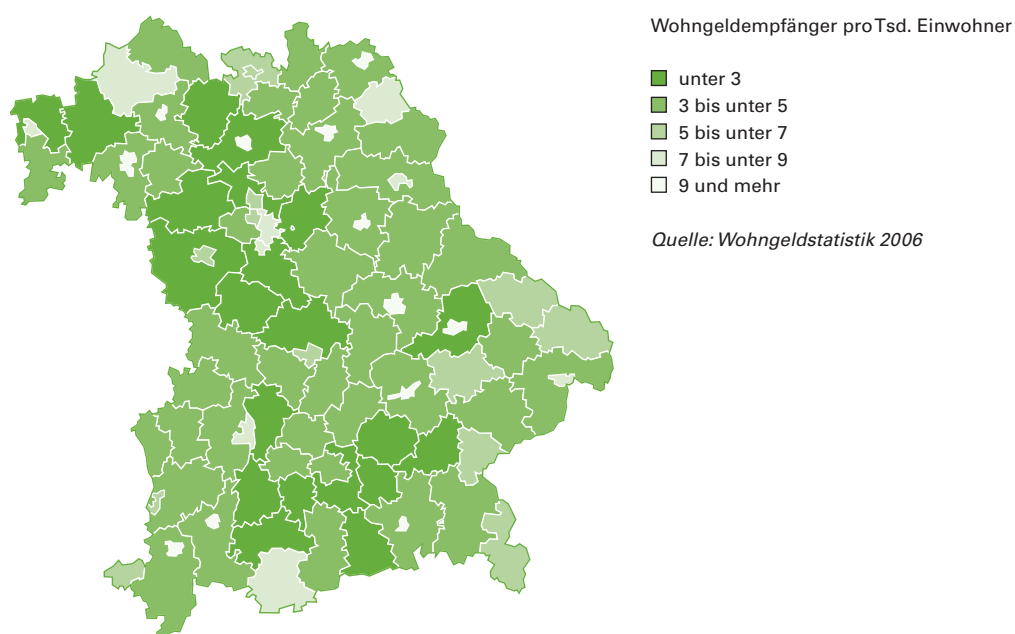 Wohngeldempfänger pro Tsd. Einwohner
unter 3
3 bis unter 5
5 bis unter 7
7 bis unter 9
9 und mehr
Quelle: Wohngeldstatistik 2006